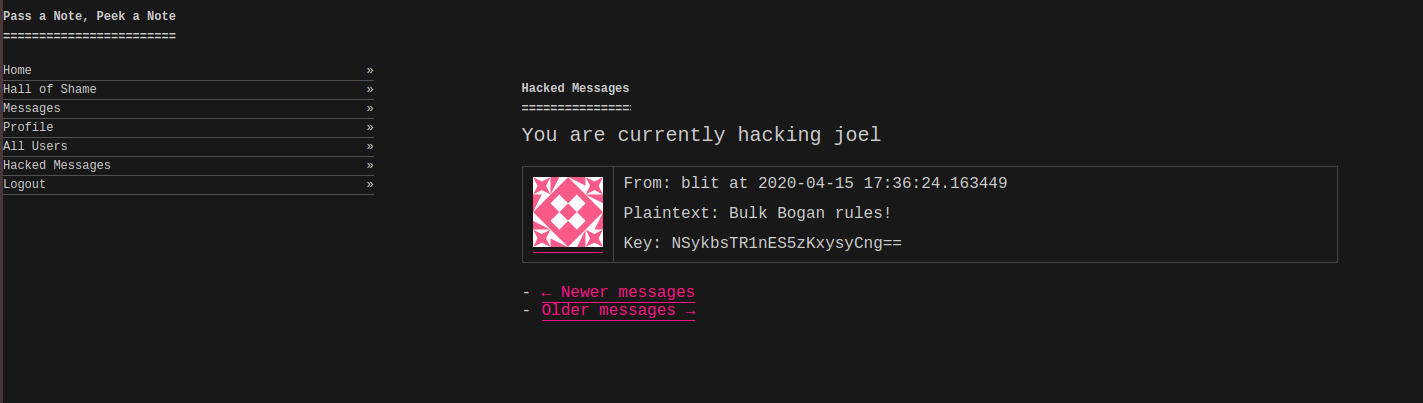 Pass a Note, Peek a Note
========================
Home »
Hall of Shame »
Messages »
Profile »
All Users »
Hacked Messages »
Logout »
Hacked Messages
===============
You are currently hacking joel
From: blit at 2020-04-15 17:36:24.163449
Plaintext: Bulk Bogan rules!
Key: NSykbsTR1nES5zKxysyCng==
- ← Newer messages
- Older messages →